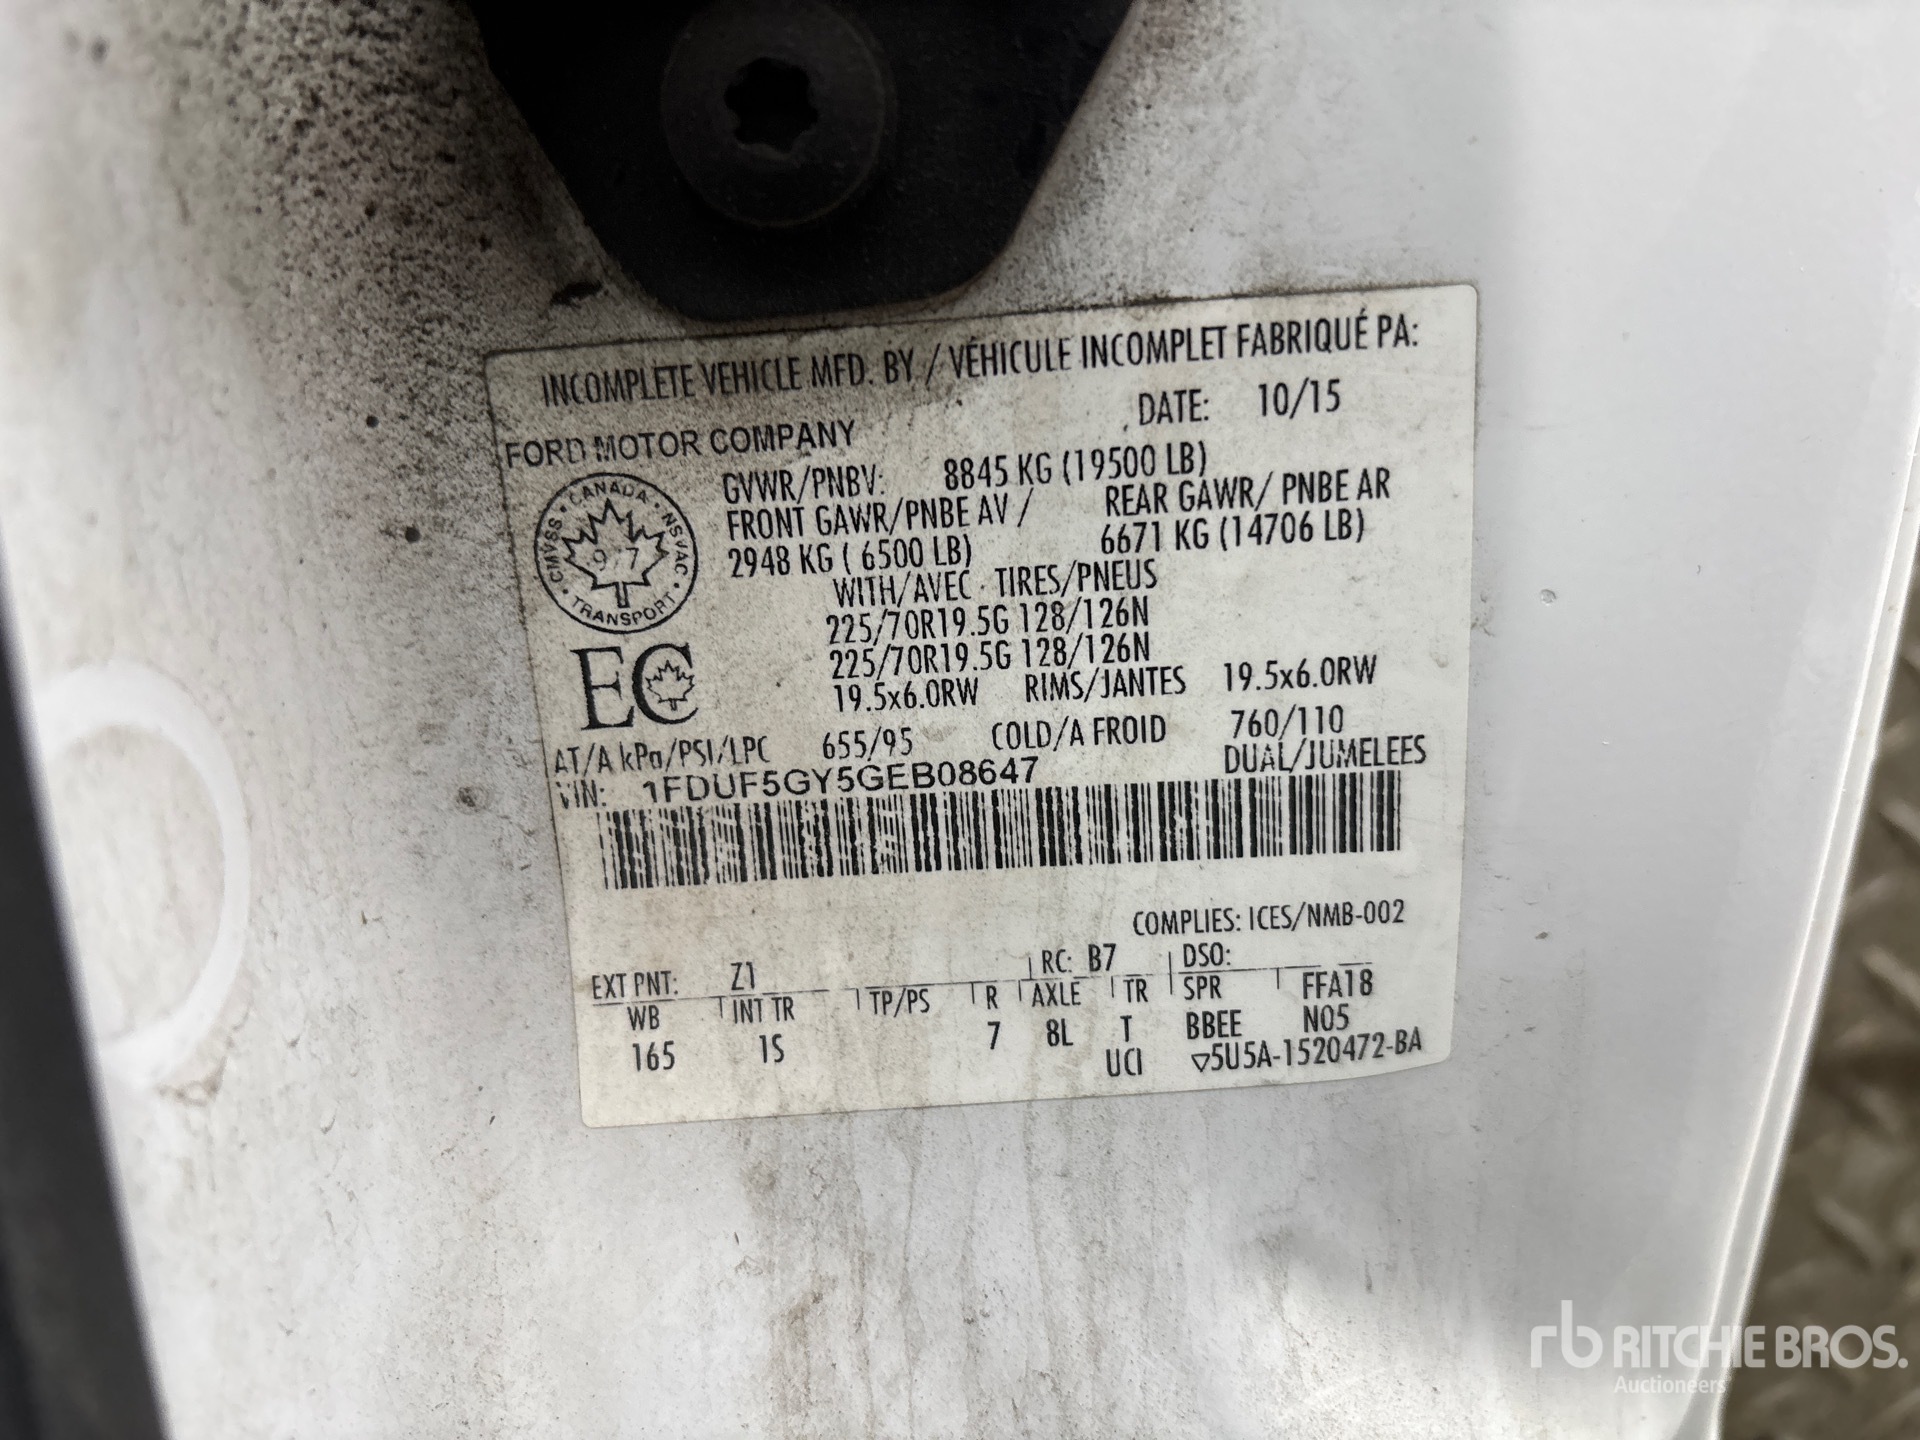 INCOMPLETE VEHICLE MFD. BY / VÉHICULE INCOMPLET FABRIQUÉ PA:
DATE: 10/15
FORD MOTOR COMPANY
GVWR/PNBV: 8845 KG (19500 LB)
FRONT GAWR/PNBE AV / REAR GAWR/ PNBE AR
2948 KG ( 6500 LB) 6671 KG (14706 LB)
WITH/AVEC TIRES/PNEUS
225/70R19.5G 128/126N
225/70R19.5G 128/126N
19.5x6.0RW RIMS/JANTES 19.5x6.0RW
AT/A kPa/PSI/LPC 655/95 COLD/A FROID 760/110
DUAL/JUMELEES
CANADA · NSVAC · TRANSPORT · CMVSS
9 7
EC
VIN: 1FDUF5GY5GEB08647
COMPLIES: ICES/NMB-002
EXT PNT: Z1 RC: B7 DSO:
WB INT TR TP/PS R AXLE TR SPR FFA18
165 1S 7 8L T BBEE N05
UCI ▽5U5A-1520472-BA
rb RITCHIE BROS.
Auctioneers